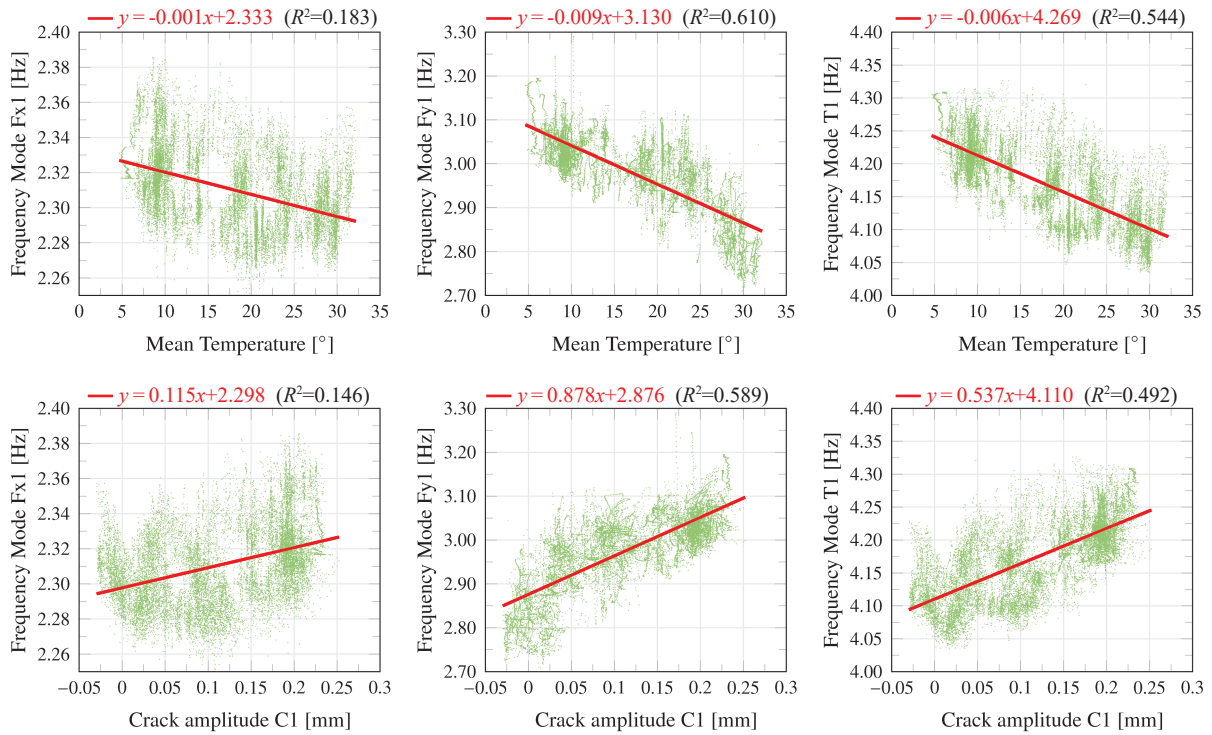 y = -0.001x+2.333 (R²=0.183)
2.40
2.38
2.36
2.34
2.32
2.30
2.28
2.26
Frequency Mode Fx1 [Hz]
0 5 10 15 20 25 30 35
Mean Temperature [°]
y = -0.009x+3.130 (R²=0.610)
3.30
3.20
3.10
3.00
2.90
2.80
2.70
Frequency Mode Fy1 [Hz]
0 5 10 15 20 25 30 35
Mean Temperature [°]
y = -0.006x+4.269 (R²=0.544)
4.40
4.35
4.30
4.25
4.20
4.15
4.10
4.05
4.00
Frequency Mode T1 [Hz]
0 5 10 15 20 25 30 35
Mean Temperature [°]
y = 0.115x+2.298 (R²=0.146)
2.40
2.38
2.36
2.34
2.32
2.30
2.28
2.26
Frequency Mode Fx1 [Hz]
−0.05 0 0.05 0.1 0.15 0.2 0.25 0.3
Crack amplitude C1 [mm]
y = 0.878x+2.876 (R²=0.589)
3.30
3.20
3.10
3.00
2.90
2.80
2.70
Frequency Mode Fy1 [Hz]
−0.05 0 0.05 0.1 0.15 0.2 0.25 0.3
Crack amplitude C1 [mm]
y = 0.537x+4.110 (R²=0.492)
4.40
4.35
4.30
4.25
4.20
4.15
4.10
4.05
4.00
Frequency Mode T1 [Hz]
−0.05 0 0.05 0.1 0.15 0.2 0.25 0.3
Crack amplitude C1 [mm]